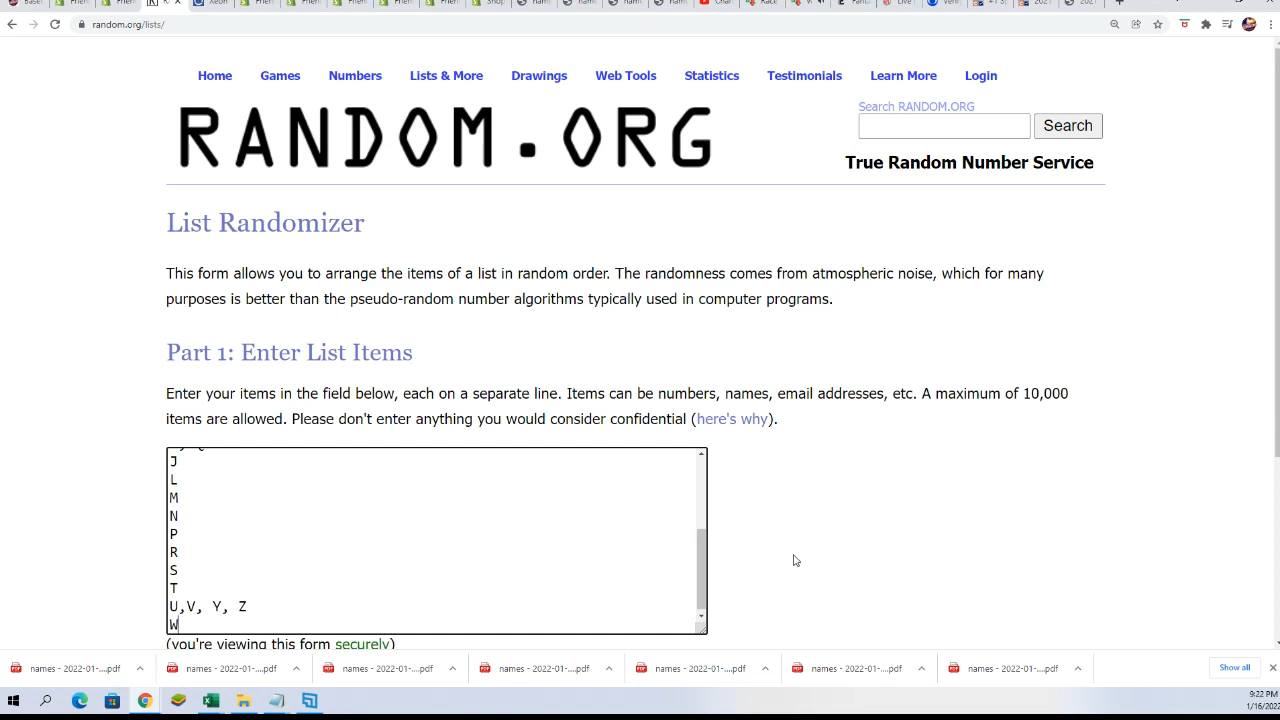 random.org/lists/
Home Games Numbers Lists & More Drawings Web Tools Statistics Testimonials Learn More Login
RANDOM.ORG
Search RANDOM.ORG
Search
True Random Number Service
List Randomizer
This form allows you to arrange the items of a list in random order. The randomness comes from atmospheric noise, which for many
purposes is better than the pseudo-random number algorithms typically used in computer programs.
Part 1: Enter List Items
Enter your items in the field below, each on a separate line. Items can be numbers, names, email addresses, etc. A maximum of 10,000
items are allowed. Please don't enter anything you would consider confidential (here's why).
J
L
M
N
P
R
S
T
U,V, Y, Z
W
(you're viewing this form securely)
names - 2022-01-....pdf names - 2022-01-....pdf names - 2022-01-....pdf names - 2022-01-....pdf names - 2022-01-....pdf names - 2022-01-....pdf names - 2022-01-....pdf Show all
9:22 PM
1/16/2022